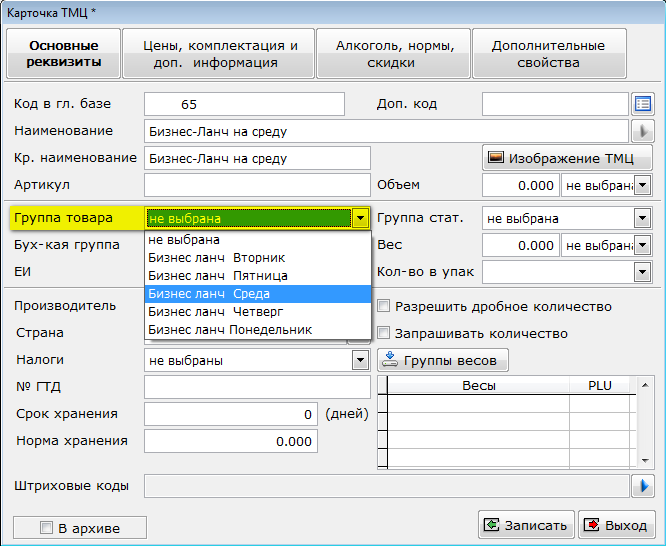 Карточка ТМЦ *
Основные реквизиты
Цены, комплектация и доп. информация
Алкоголь, нормы, скидки
Дополнительные свойства
Код в гл. базе 65 Доп. код
Наименование Бизнес-Ланч на среду
Кр. наименование Бизнес-Ланч на среду Изображение ТМЦ
Артикул Объем 0.000 не выбрана
Группа товара не выбрана Группа стат. не выбрана
не выбрана
Бух-кая группа Бизнес ланч Вторник Вес 0.000 не выбрана
ЕИ Бизнес ланч Пятница Кол-во в упак
Бизнес ланч Среда
Производитель Бизнес ланч Четверг Разрешить дробное количество
Страна Бизнес ланч Понедельник Запрашивать количество
Налоги не выбраны Группы весов
№ ГТД Весы PLU
Срок хранения 0 (дней)
Норма хранения 0.000
Штриховые коды
В архиве Записать Выход